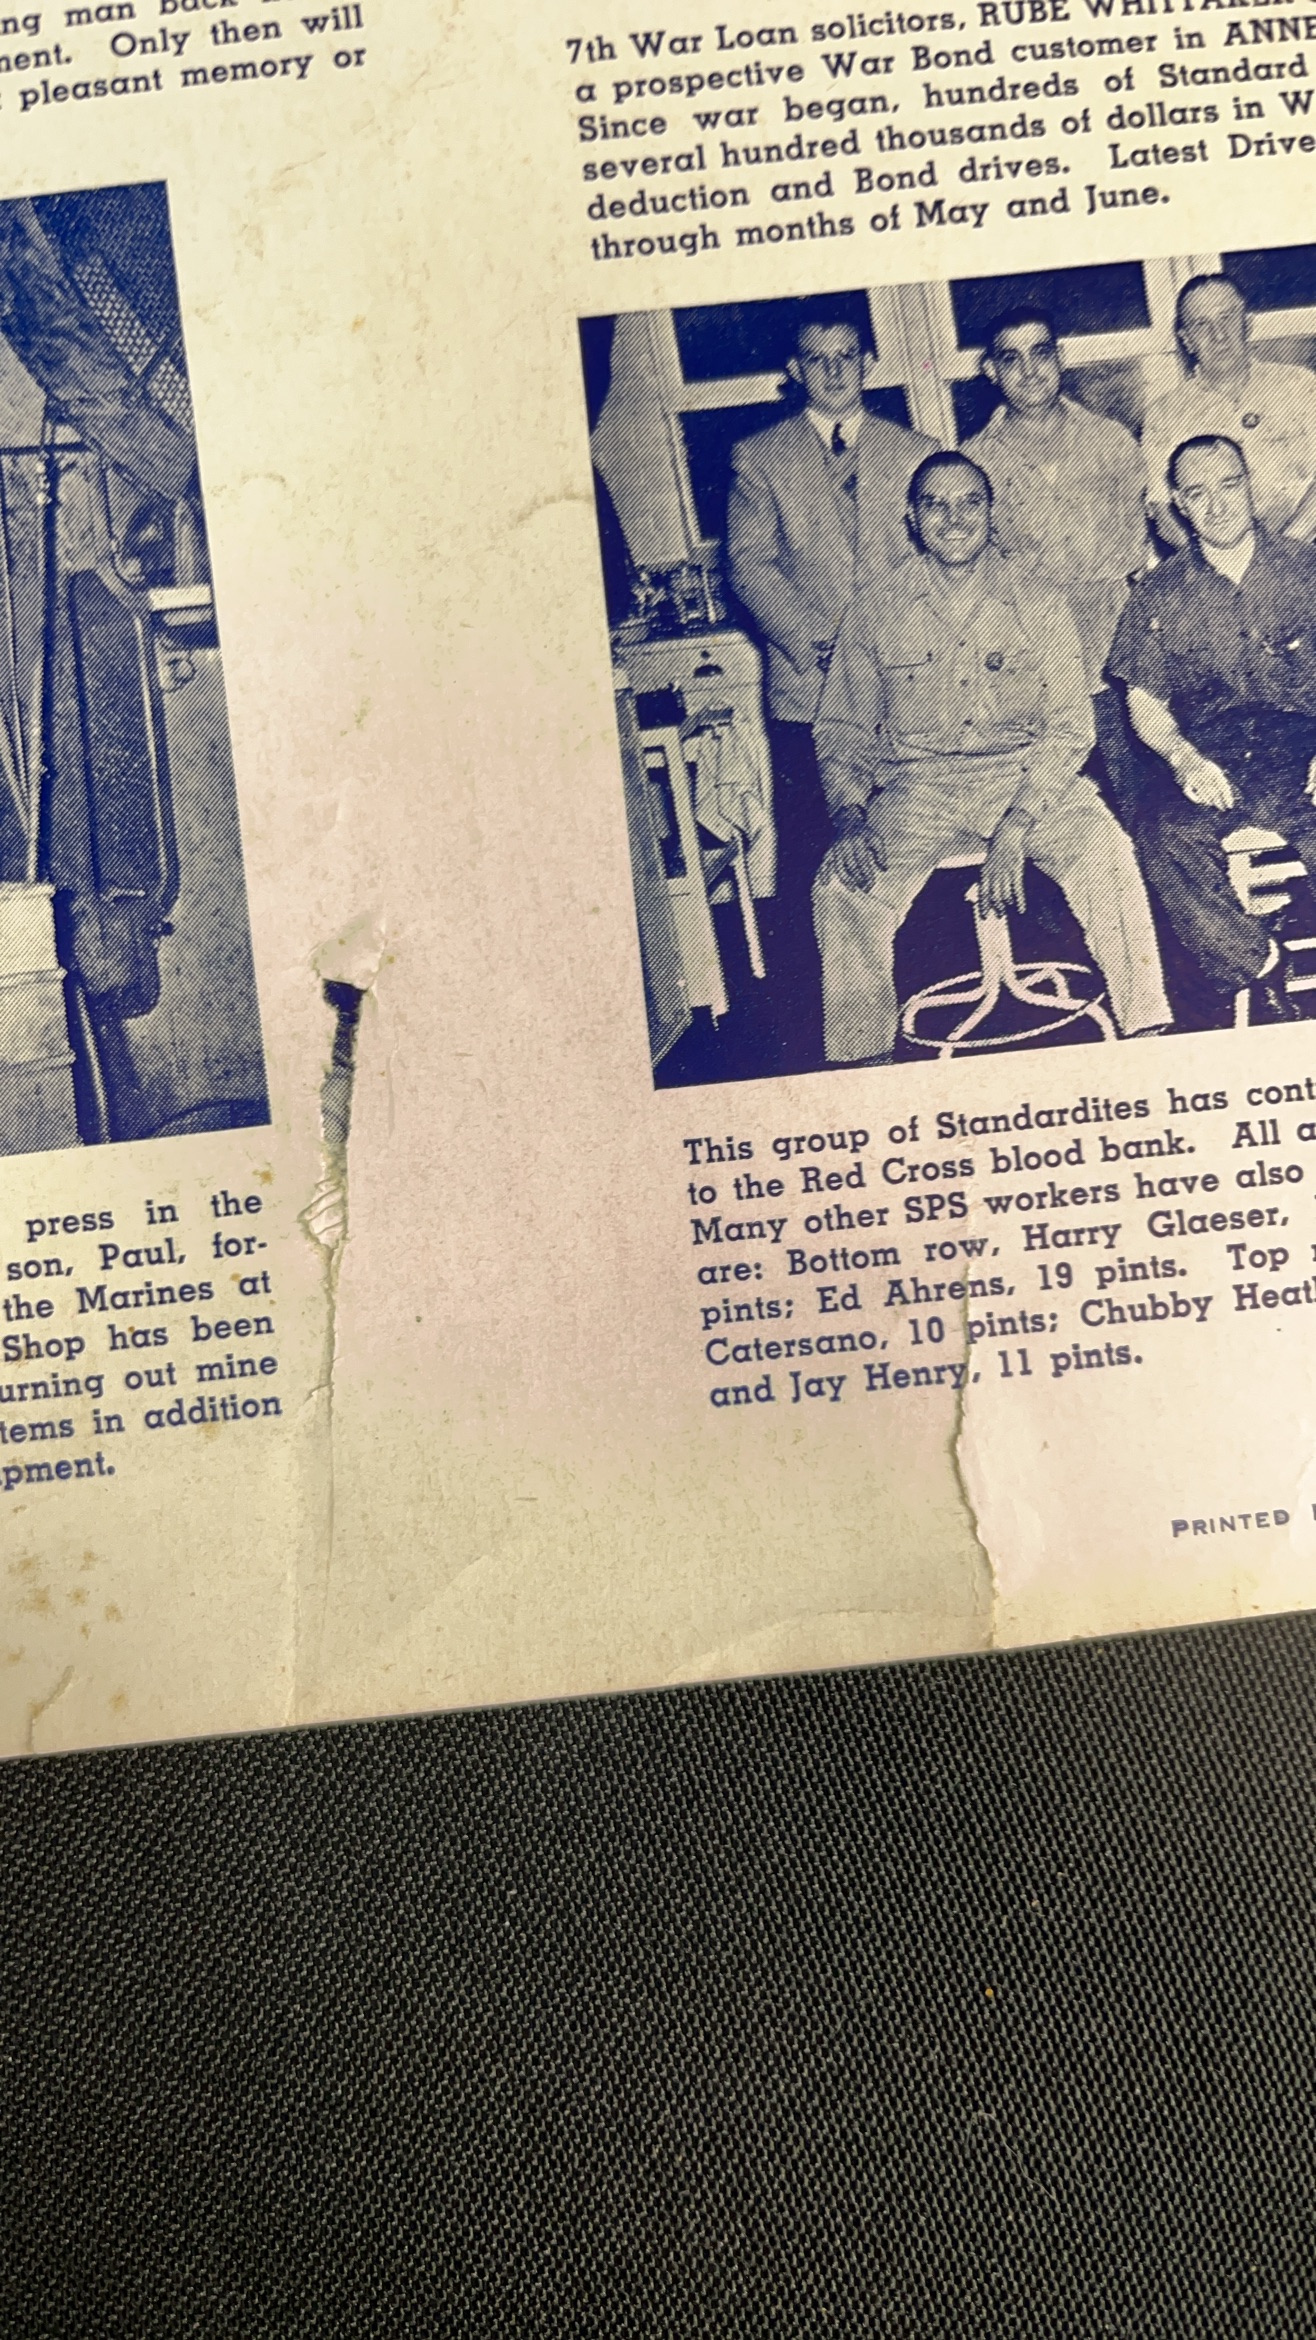 ng man back
ment. Only then will
pleasant memory or
press in the
son, Paul, for-
the Marines at
Shop has been
urning out mine
tems in addition
pment.
7th War Loan solicitors, RUBE
a prospective War Bond customer in ANNE
Since war began, hundreds of Standard
several hundred thousands of dollars in W
deduction and Bond drives. Latest Drive
through months of May and June.
This group of Standardites has cont
to the Red Cross blood bank. All a
Many other SPS workers have also
are: Bottom row, Harry Glaeser,
pints; Ed Ahrens, 19 pints. Top
Catersano, 10 pints; Chubby Heat
and Jay Henry, 11 pints.
PRINTED